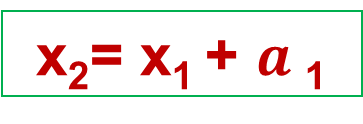 x₂= x₁ + a ₁